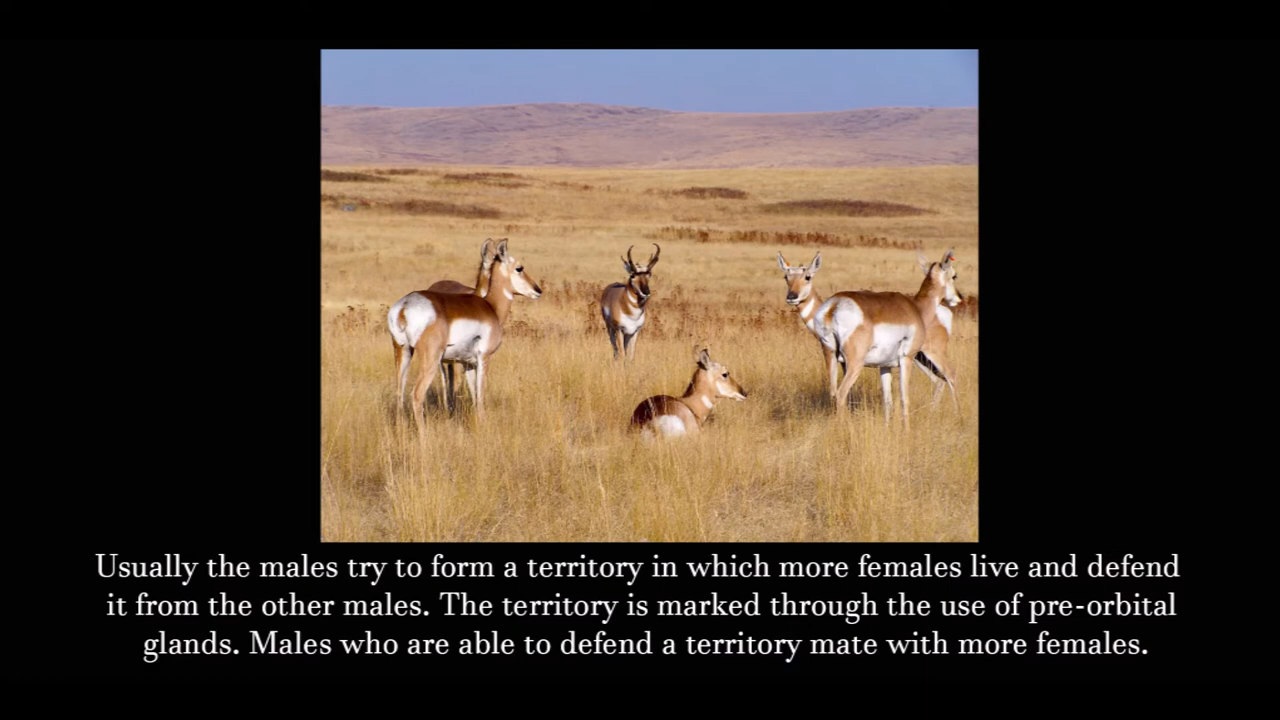 Usually the males try to form a territory in which more females live and defend
it from the other males. The territory is marked through the use of pre-orbital
glands. Males who are able to defend a territory mate with more females.